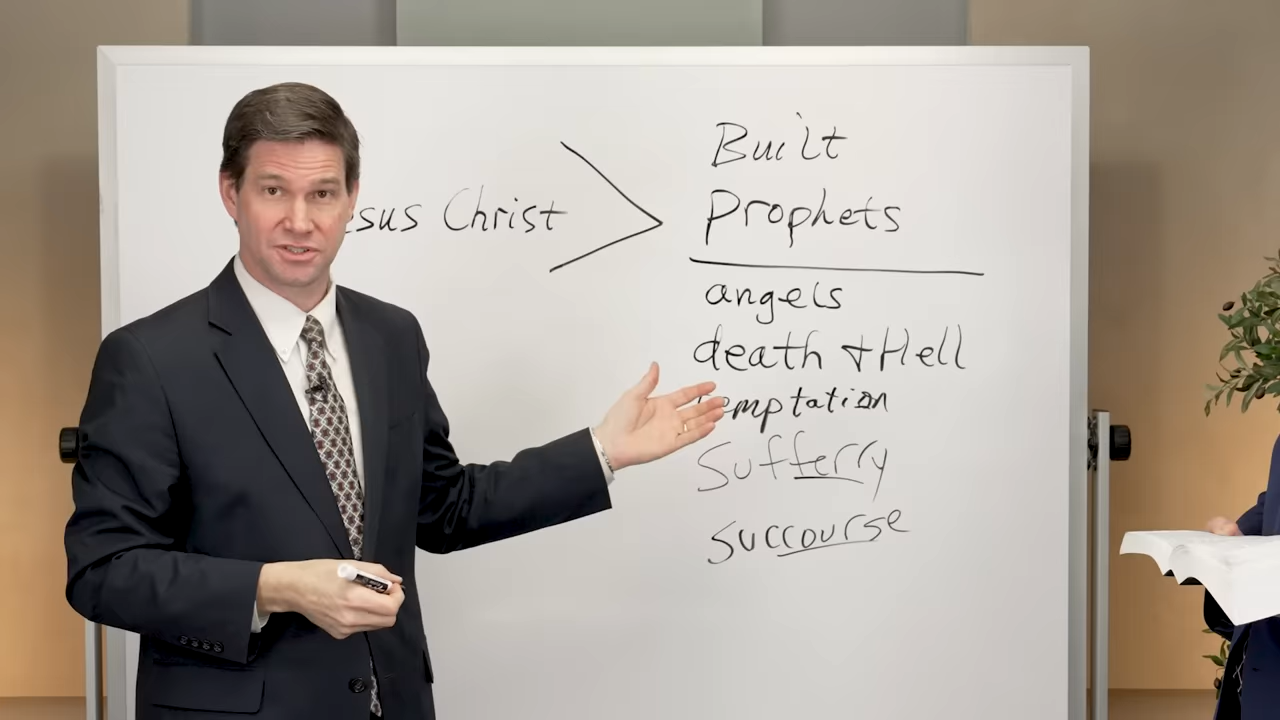 esus Christ >
Built
Prophets
angels
death + Hell
emptation
Sufferry
succourse